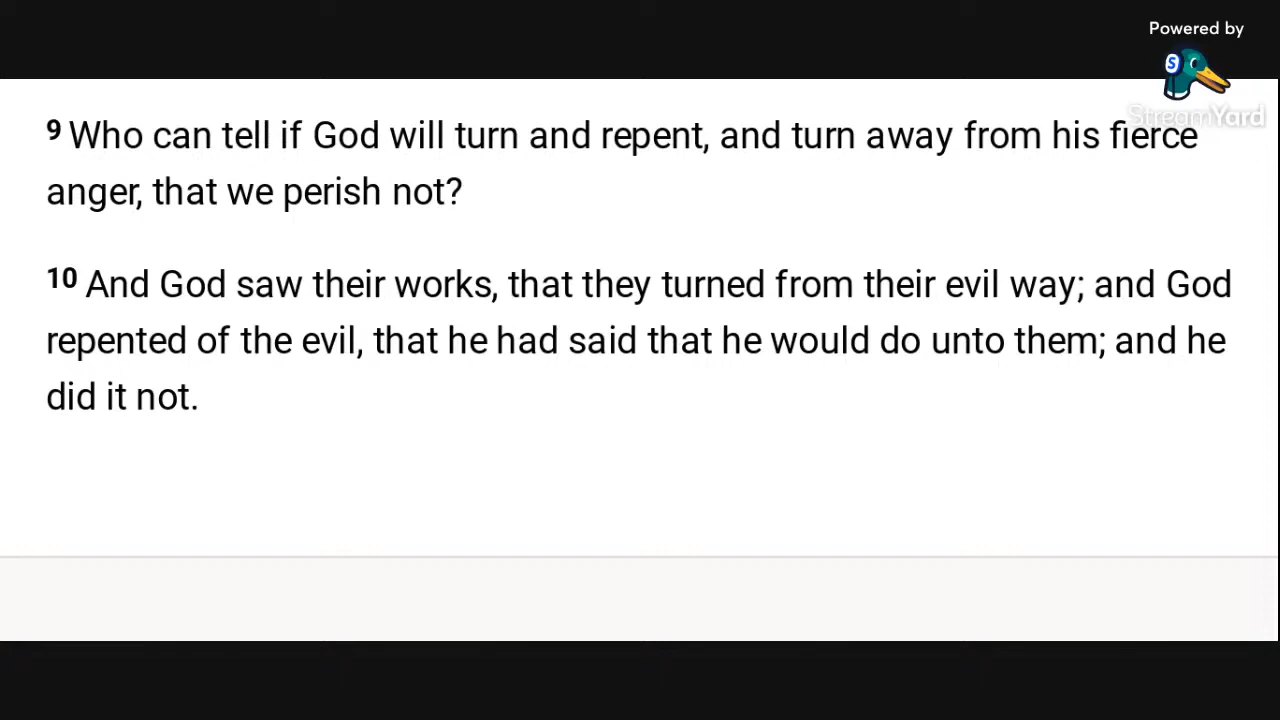 Powered by
S
StreamYard
9 Who can tell if God will turn and repent, and turn away from his fierce
anger, that we perish not?
10 And God saw their works, that they turned from their evil way; and God
repented of the evil, that he had said that he would do unto them; and he
did it not.